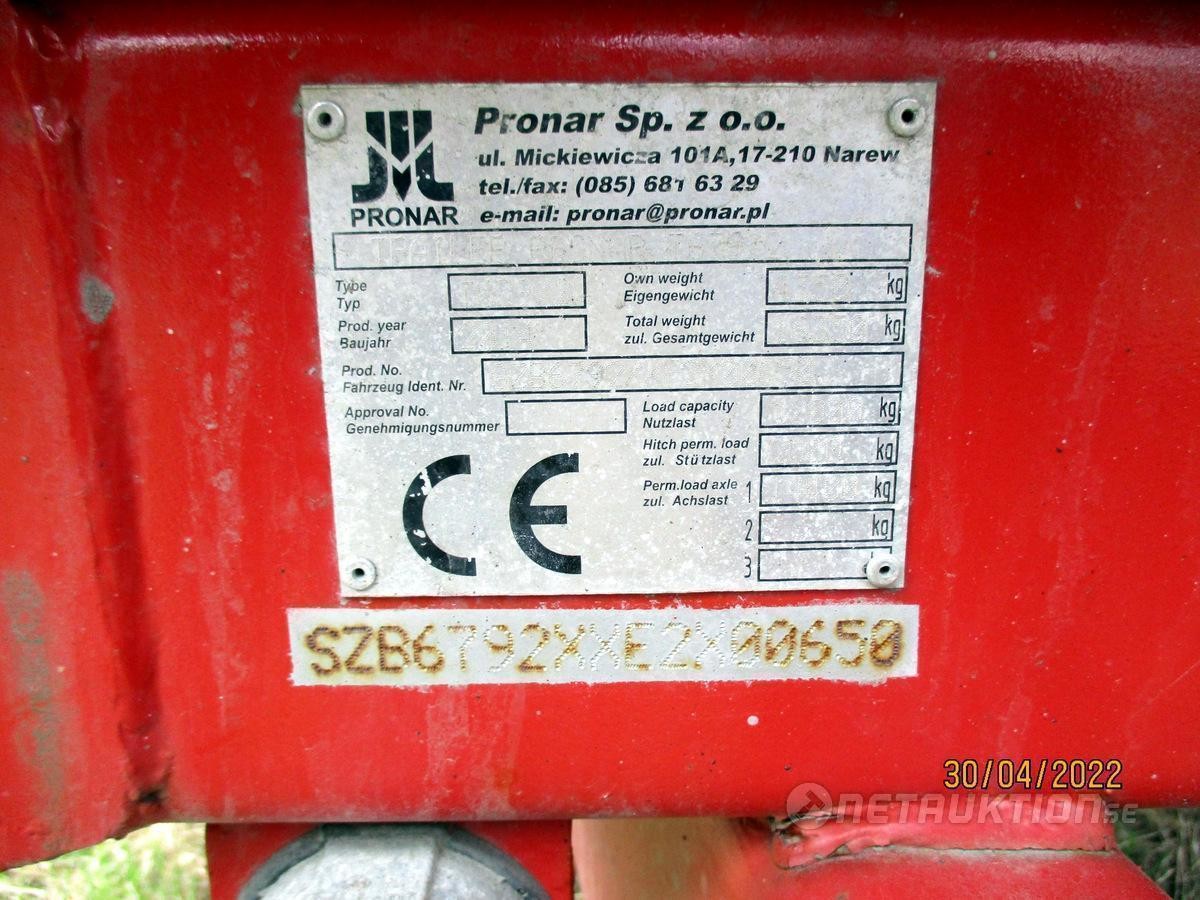 PRONAR
Pronar Sp. z o.o.
ul. Mickiewicza 101A,17-210 Narew
tel./fax: (085) 681 63 29
e-mail: pronar@pronar.pl
Type
Typ
Prod. year
Baujahr
Prod. No.
Fahrzeug Ident. Nr.
Approval No.
Genehmigungsnummer
Own weight
Eigengewicht
kg
Total weight
zul. Gesamtgewicht
kg
Load capacity
Nutzlast
kg
Hitch perm. load
zul. Stützlast
kg
Perm.load axle
zul. Achslast
1
kg
2
kg
3
CE
SZB6792XXE2X00650
30/04/2022
NETAUKTION.SE